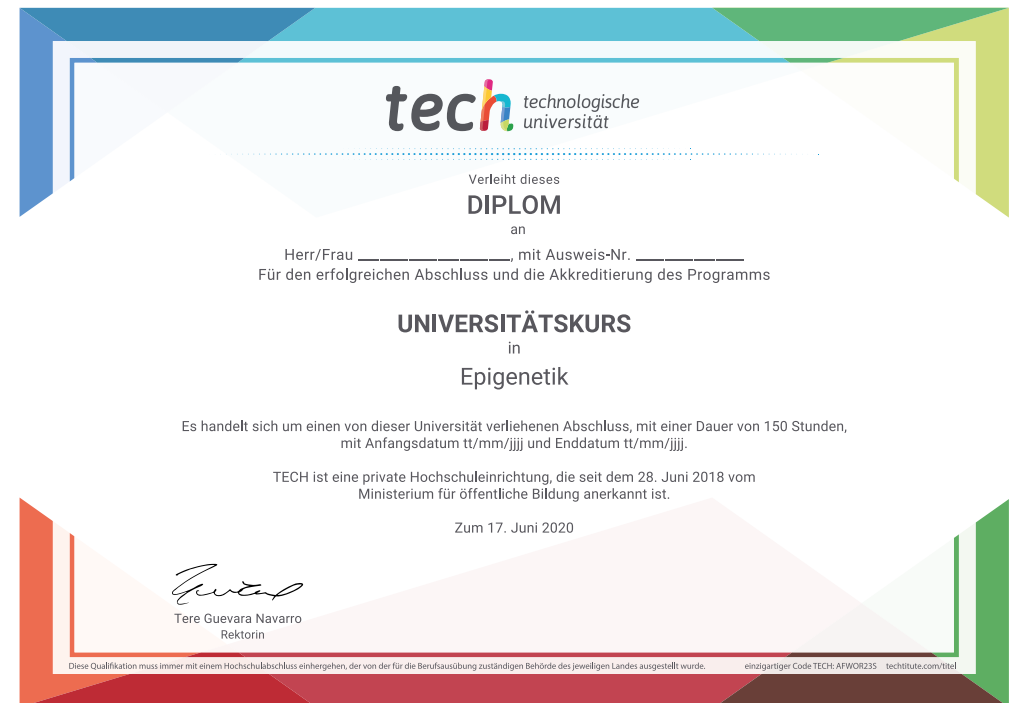 tech technologische
universität
Verleiht dieses
DIPLOM
an
Herr/Frau ____________________, mit Ausweis-Nr. ______________
Für den erfolgreichen Abschluss und die Akkreditierung des Programms
UNIVERSITÄTSKURS
in
Epigenetik
Es handelt sich um einen von dieser Universität verliehenen Abschluss, mit einer Dauer von 150 Stunden,
mit Anfangsdatum tt/mm/jjjj und Enddatum tt/mm/jjjj.
TECH ist eine private Hochschuleinrichtung, die seit dem 28. Juni 2018 vom
Ministerium für öffentliche Bildung anerkannt ist.
Zum 17. Juni 2020
Tere Guevara Navarro
Rektorin
Diese Qualifikation muss immer mit einem Hochschulabschluss einhergehen, der von der für die Berufsausübung zuständigen Behörde des jeweiligen Landes ausgestellt wurde. einzigartiger Code TECH: AFWOR23S techtitute.com/titel